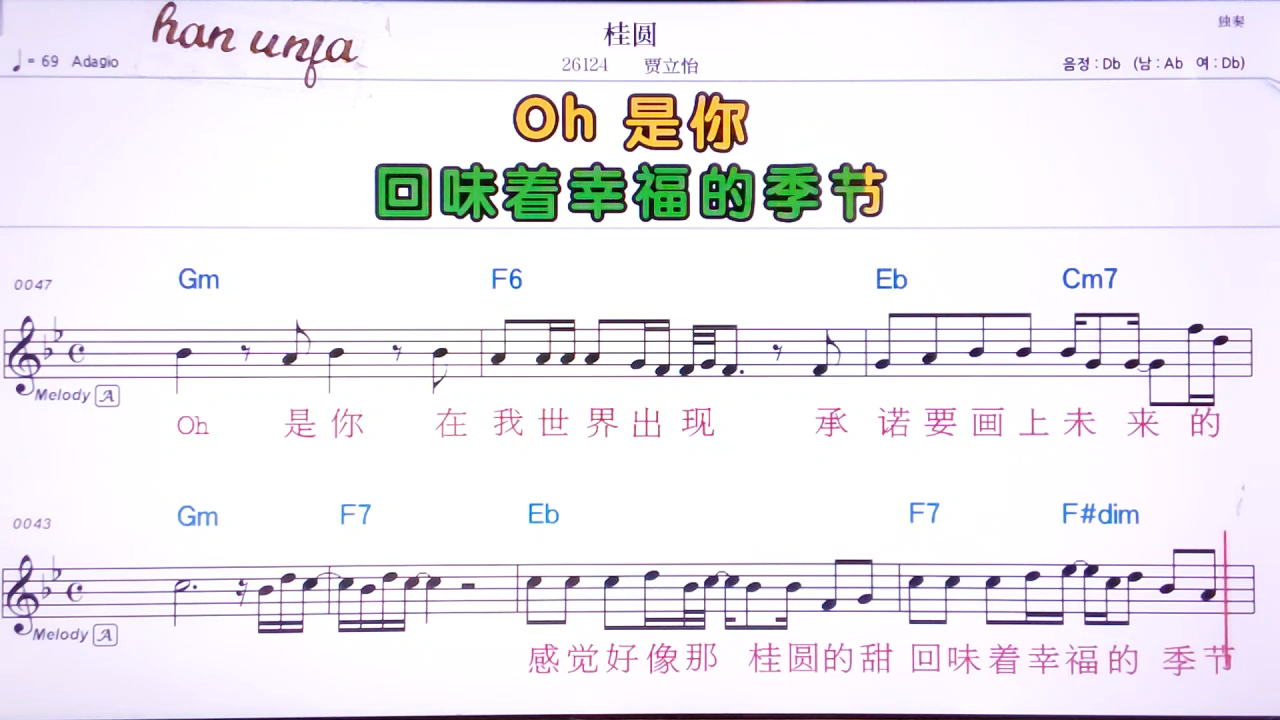 han unfa
桂圆
独奏
♩= 69 Adagio
26124 贾立怡
음정 : Db (남 : Ab 여 : Db)
Oh 是你
回味着幸福的季节
0047
Gm F6 Eb Cm7
Melody A
Oh 是你 在我世界出现 承诺要画上未来的
0043
Gm F7 Eb F7 F#dim
Melody A
感觉好像那 桂圆的甜 回味着幸福的 季节